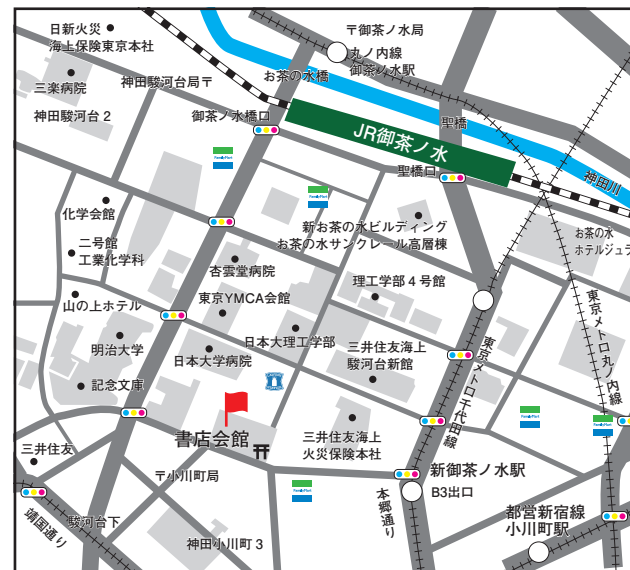 日新火災
海上保険東京本社
〒御茶ノ水局
丸ノ内線
御茶ノ水駅
三楽病院
神田駿河台局〒
お茶の水橋
神田駿河台2
御茶ノ水橋口
JR御茶ノ水
聖橋
聖橋口
神田川
FamilyMart
FamilyMart
化学会館
新お茶の水ビルディング
お茶の水サンクレール高層棟
お茶の水
ホテルジュラ
二号館
工業化学科
杏雲堂病院
理工学部4号館
山の上ホテル
東京YMCA会館
東京メトロ丸ノ内線
明治大学
日本大理工学部
三井住友海上
駿河台新館
東京メトロ千代田線
日本大学病院
記念文庫
書店会館
三井住友海上
火災保険本社
FamilyMart
FamilyMart
三井住友
〒小川町局
新御茶ノ水駅
B3出口
FamilyMart
本郷通り
靖国通り
駿河台下
神田小川町3
都営新宿線
小川町駅